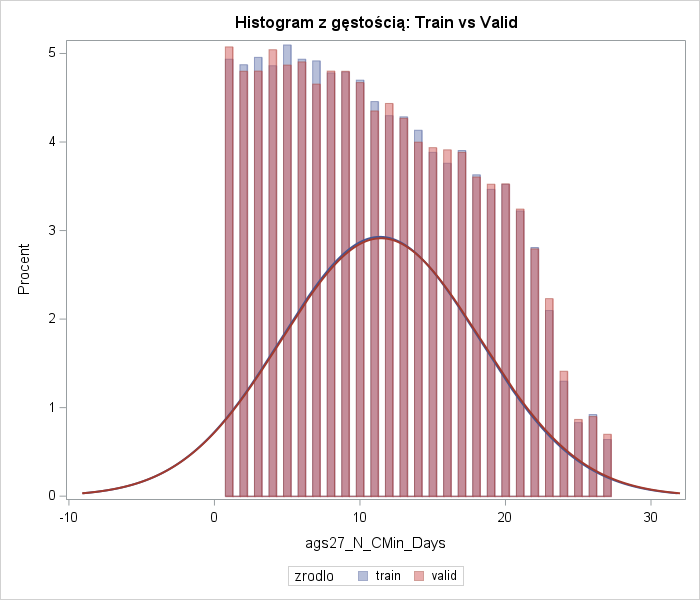 Histogram z gęstością: Train vs Valid
5
4
3
2
1
0
Procent
-10
0
10
20
30
ags27_N_CMin_Days
zrodlo train valid